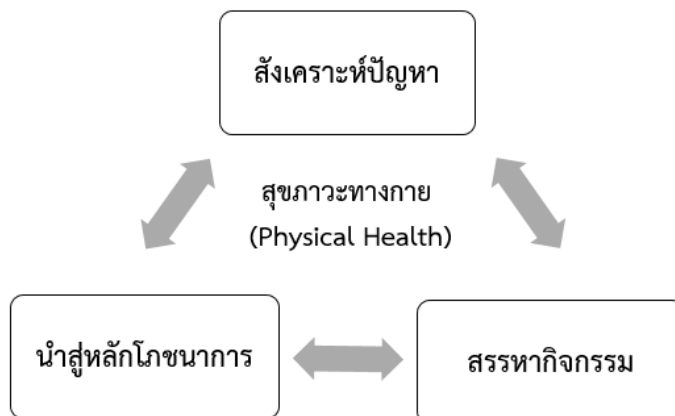 สังเคราะห์ปัญหา
สุขภาวะทางกาย
(Physical Health)
นำสู่หลักโภชนาการ
สรรหากิจกรรม